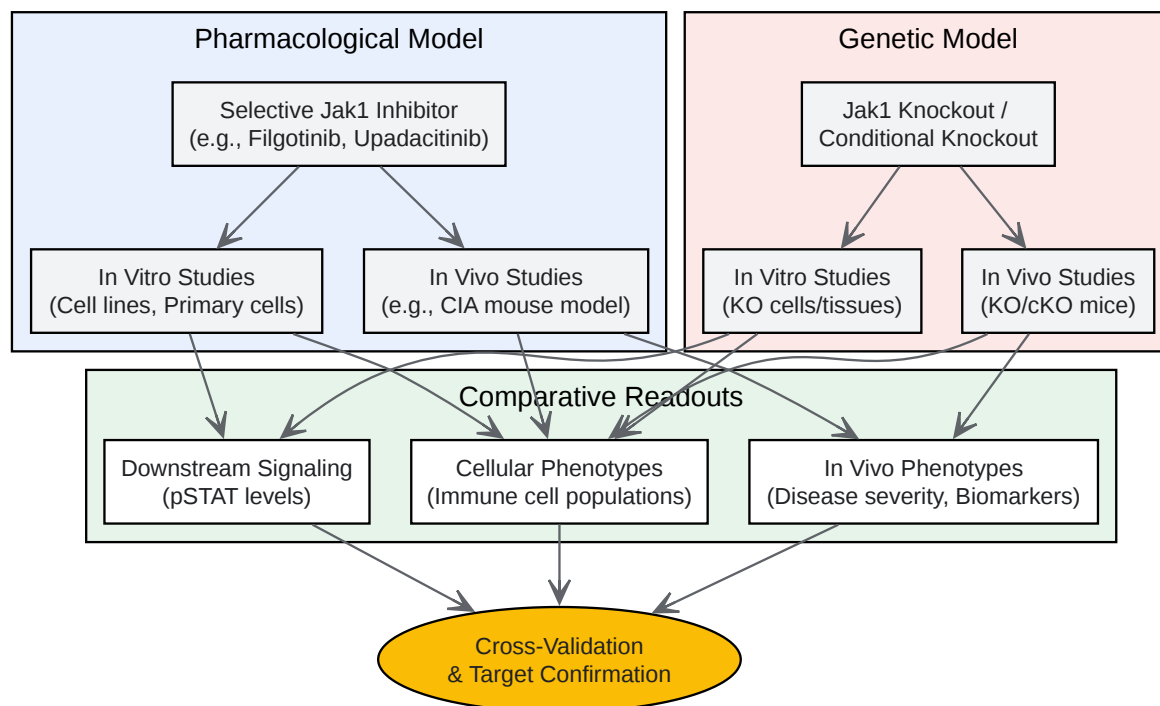 Pharmacological Model
Genetic Model
Selective Jak1 Inhibitor
(e.g., Filgotinib, Upadacitinib)
Jak1 Knockout /
Conditional Knockout
In Vitro Studies
(Cell lines, Primary cells)
In Vivo Studies
(e.g., CIA mouse model)
In Vitro Studies
(KO cells/tissues)
In Vivo Studies
(KO/cKO mice)
Comparative Readouts
Downstream Signaling
(pSTAT levels)
Cellular Phenotypes
(Immune cell populations)
In Vivo Phenotypes
(Disease severity, Biomarkers)
Cross-Validation
& Target Confirmation